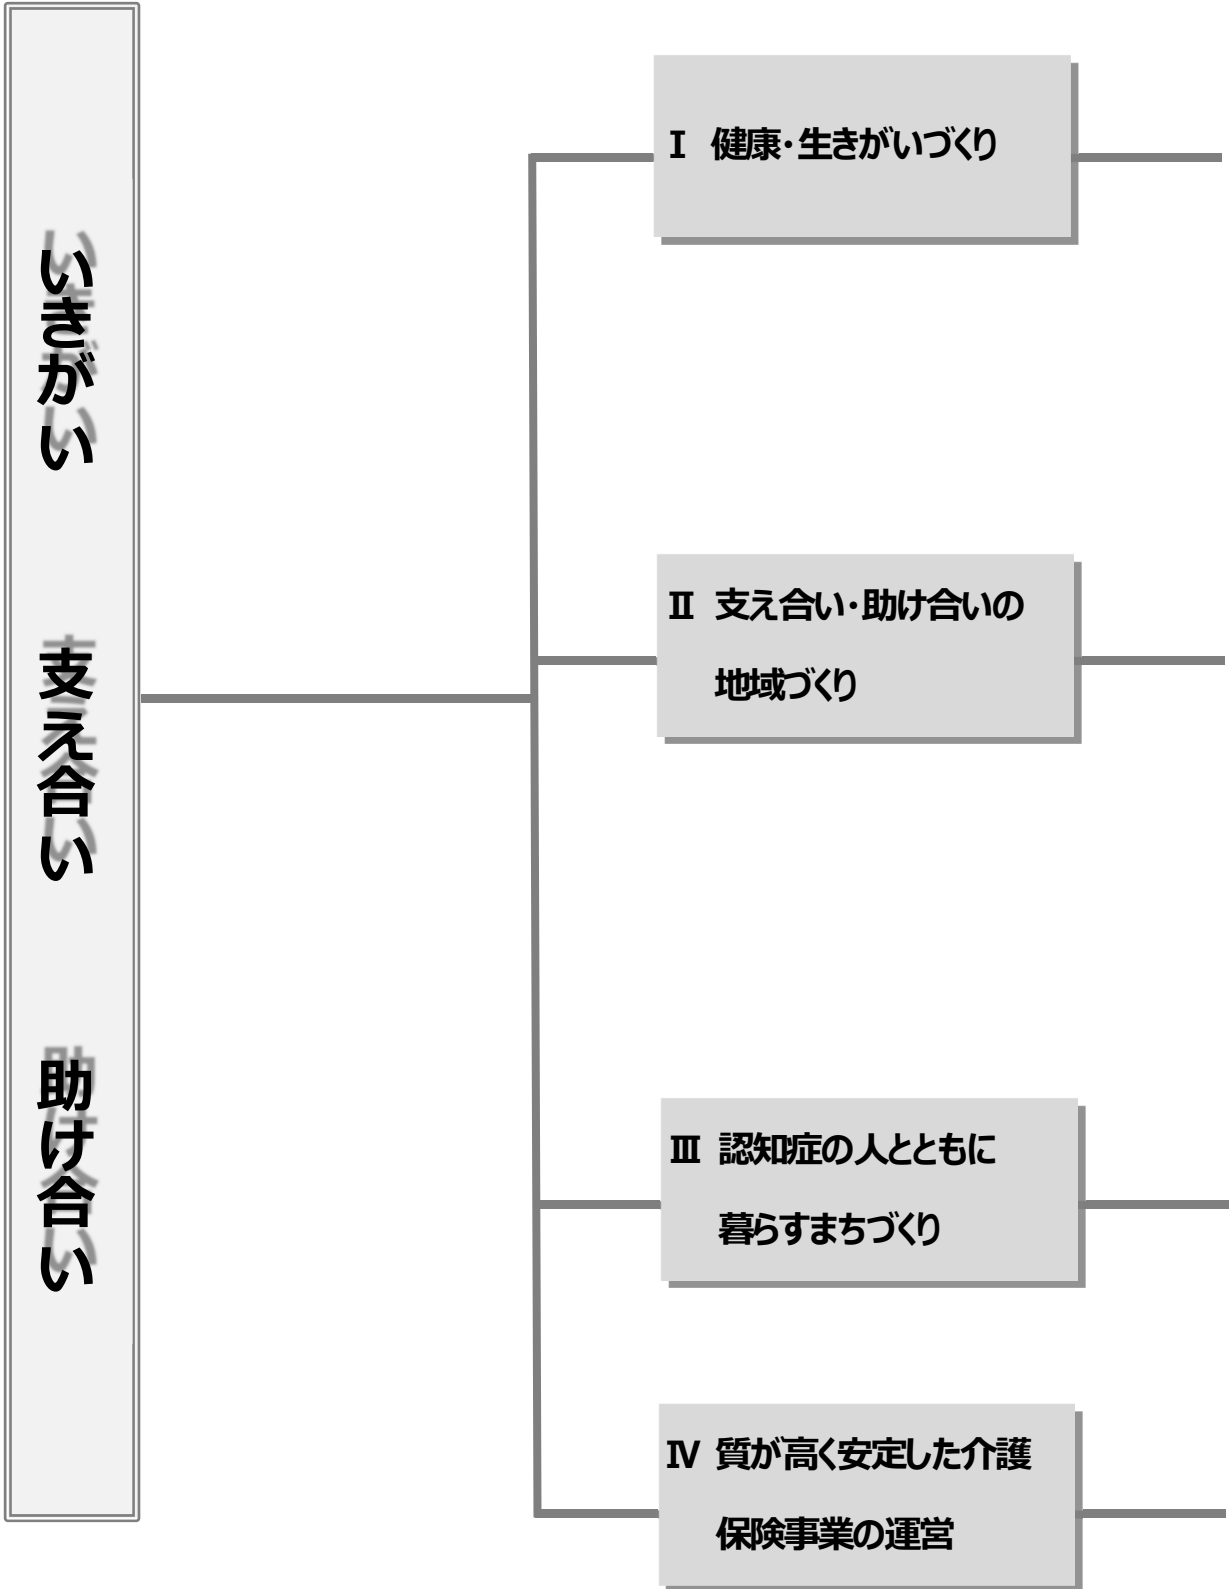 いきがい
支え合い
助け合い
Ⅰ 健康・生きがいづくり
Ⅱ 支え合い・助け合いの
地域づくり
Ⅲ 認知症の人とともに
暮らすまちづくり
Ⅳ 質が高く安定した介護
保険事業の運営